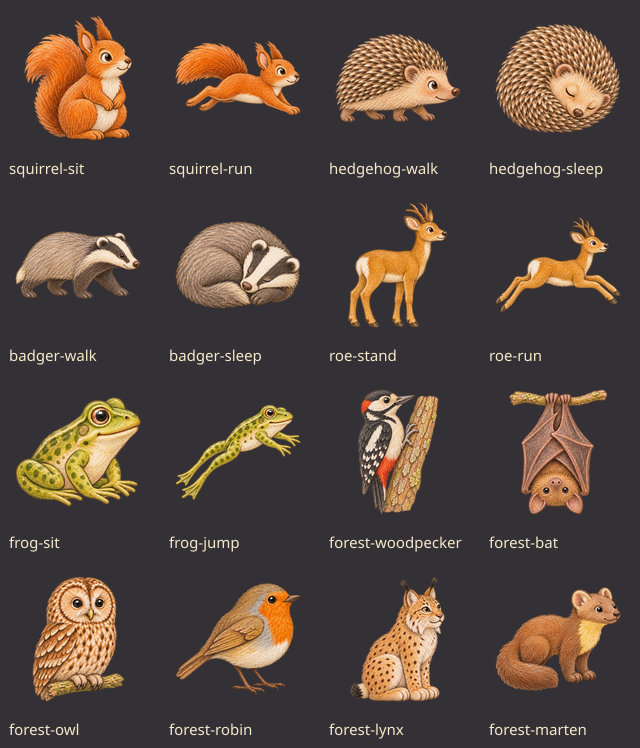 squirrel-sit
squirrel-run
hedgehog-walk
hedgehog-sleep
badger-walk
badger-sleep
roe-stand
roe-run
frog-sit
frog-jump
forest-woodpecker
forest-bat
forest-owl
forest-robin
forest-lynx
forest-marten